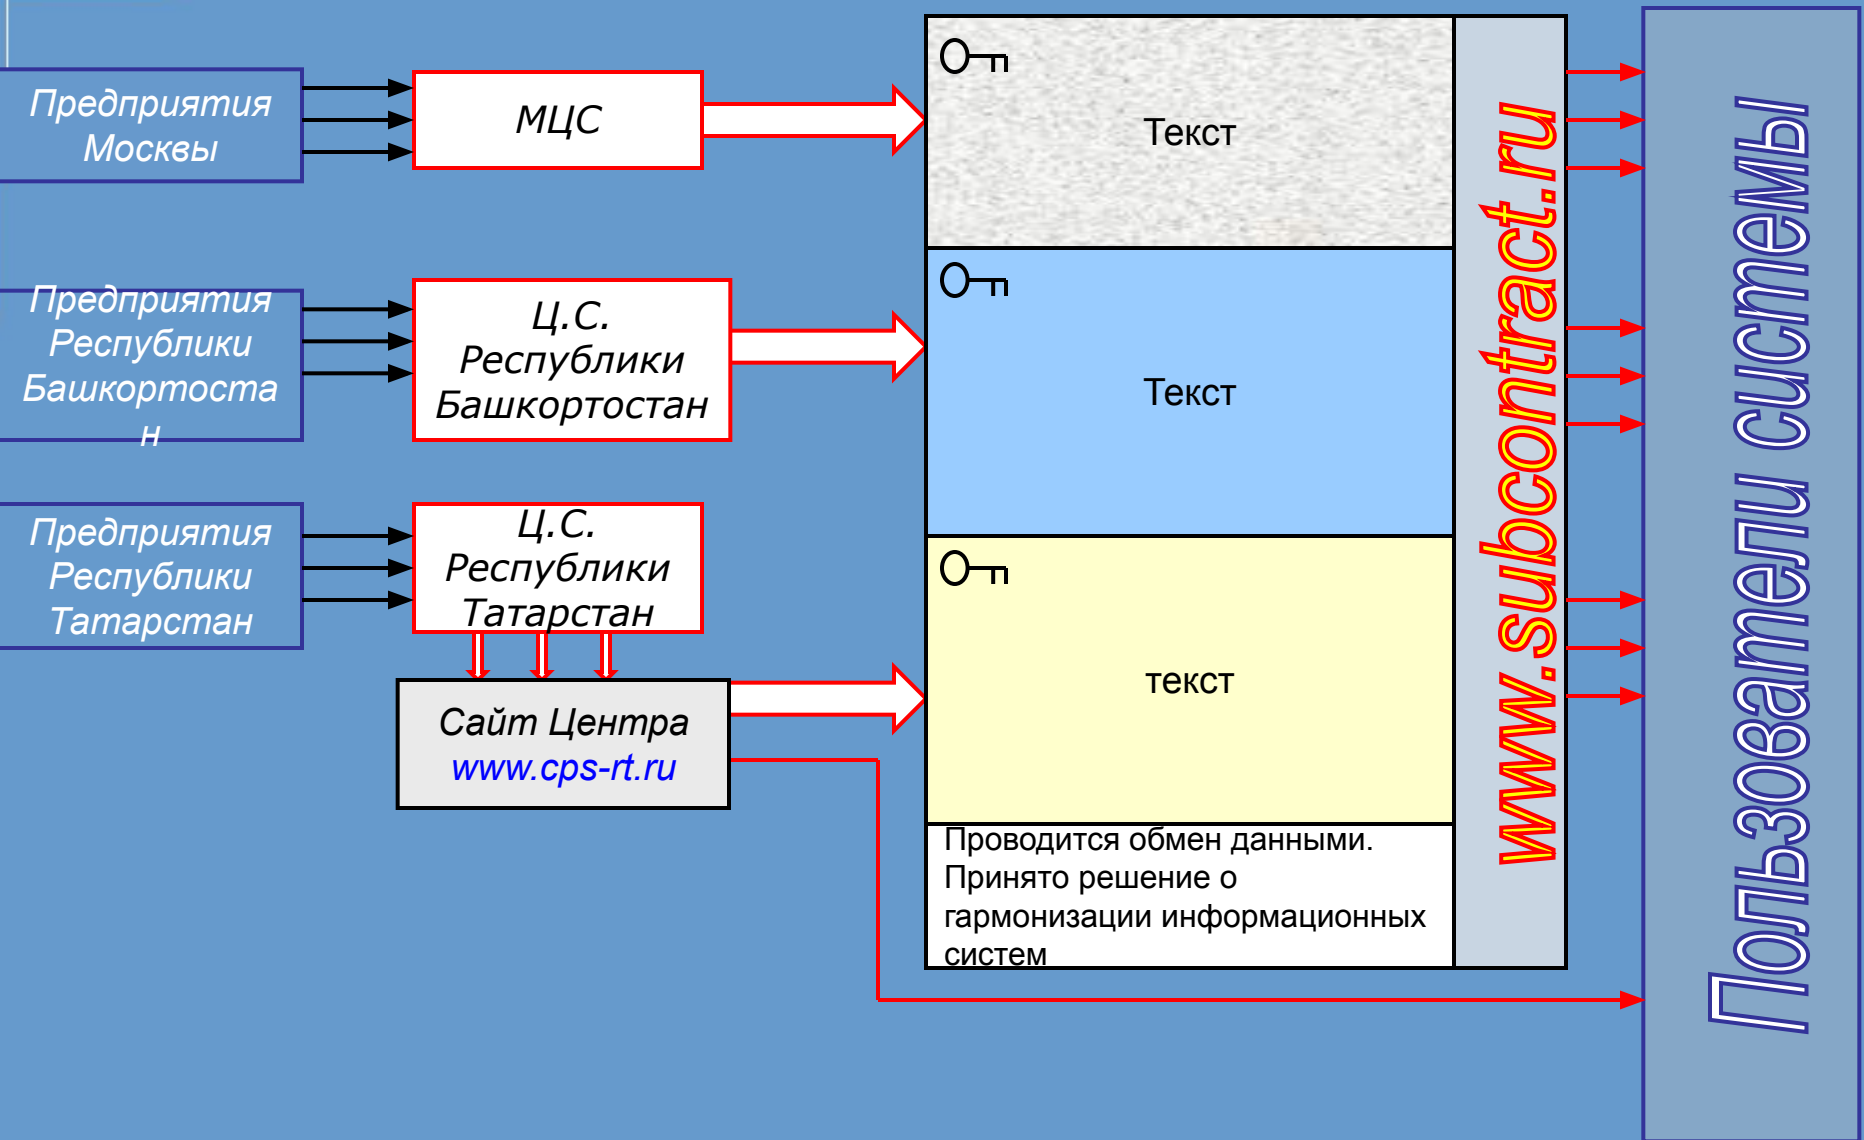 Предприятия
Москвы
МЦС
Текст
Предприятия
Республики
Башкортоста
н
Ц.С.
Республики
Башкортостан
Текст
Предприятия
Республики
Татарстан
Ц.С.
Республики
Татарстан
Сайт Центра
www.cps-rt.ru
текст
Проводится обмен данными.
Принято решение о
гармонизации информационных
систем
www.subcontract.ru
Пользователи системы